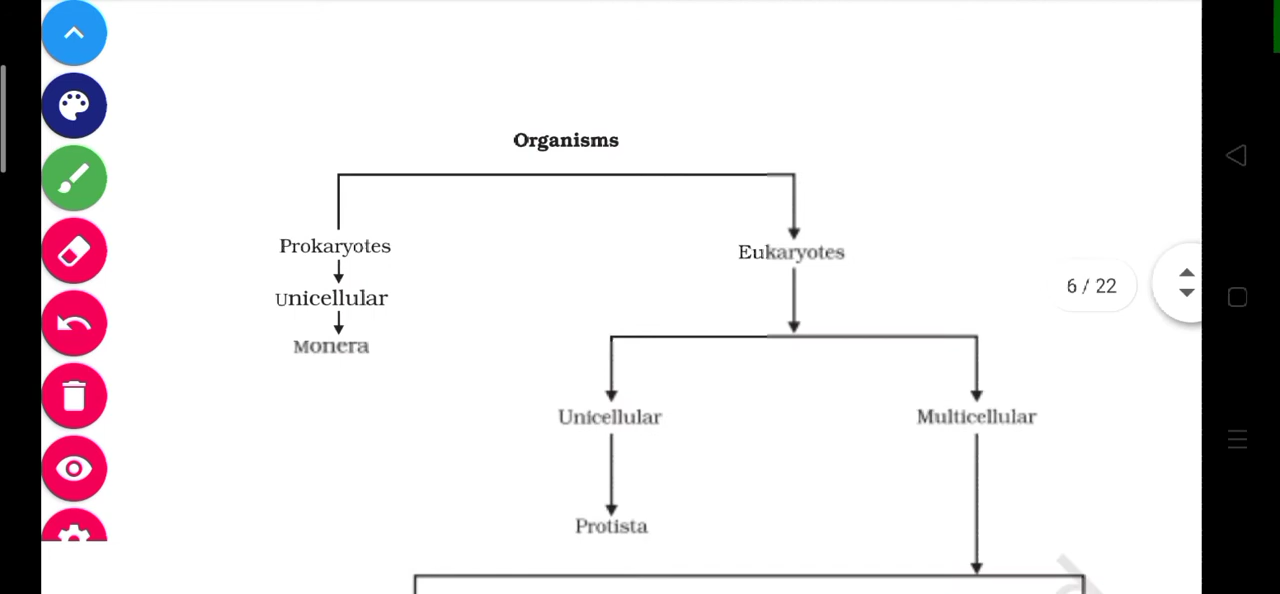 Organisms
Prokaryotes
Eukaryotes
Unicellular
6 / 22
Monera
Unicellular
Multicellular
Protista